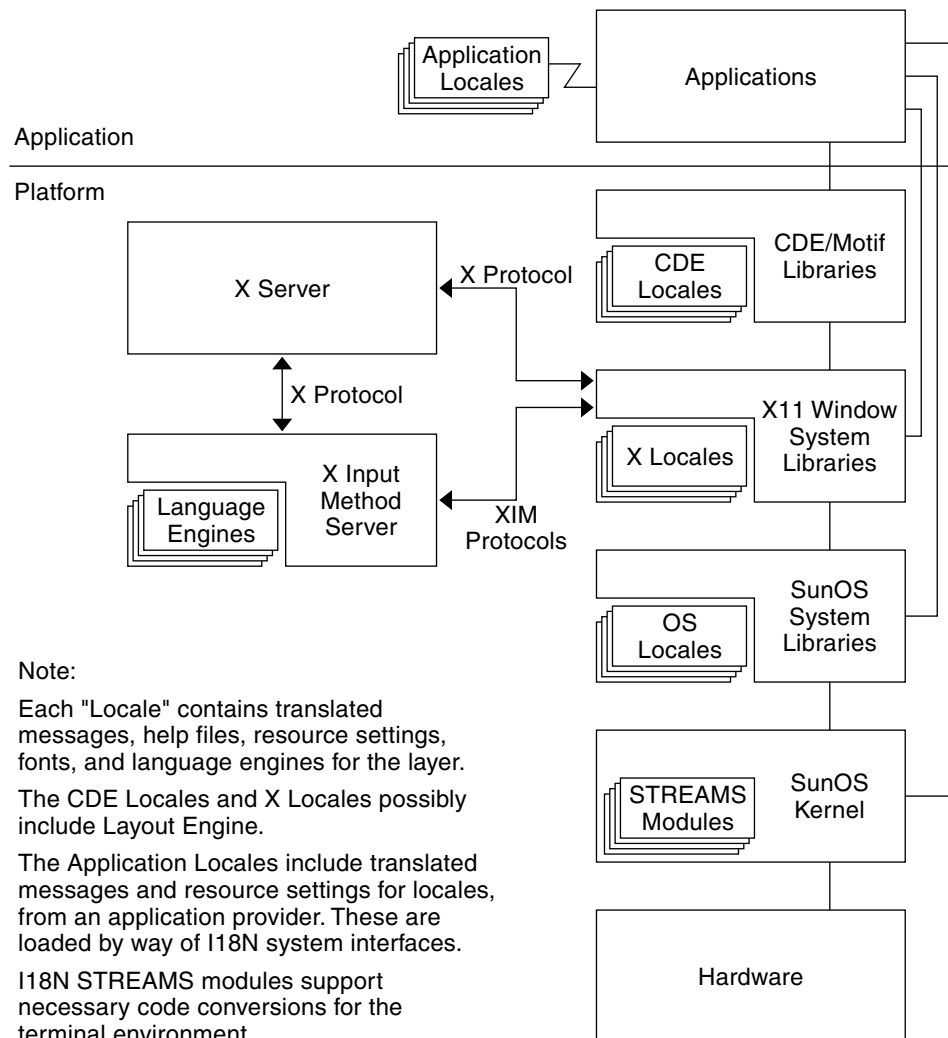 Application
Locales
Applications
Application
Platform
X Server
X Protocol
CDE
Locales
CDE/Motif
Libraries
X Protocol
X Input
Method
Server
Language
Engines
XIM
Protocols
X Locales
X11 Window
System
Libraries
OS
Locales
SunOS
System
Libraries
Note:
Each "Locale" contains translated
messages, help files, resource settings,
fonts, and language engines for the layer.
The CDE Locales and X Locales possibly
include Layout Engine.
The Application Locales include translated
messages and resource settings for locales,
from an application provider. These are
loaded by way of I18N system interfaces.
I18N STREAMS modules support
necessary code conversions for the
terminal environment
STREAMS
Modules
SunOS
Kernel
Hardware